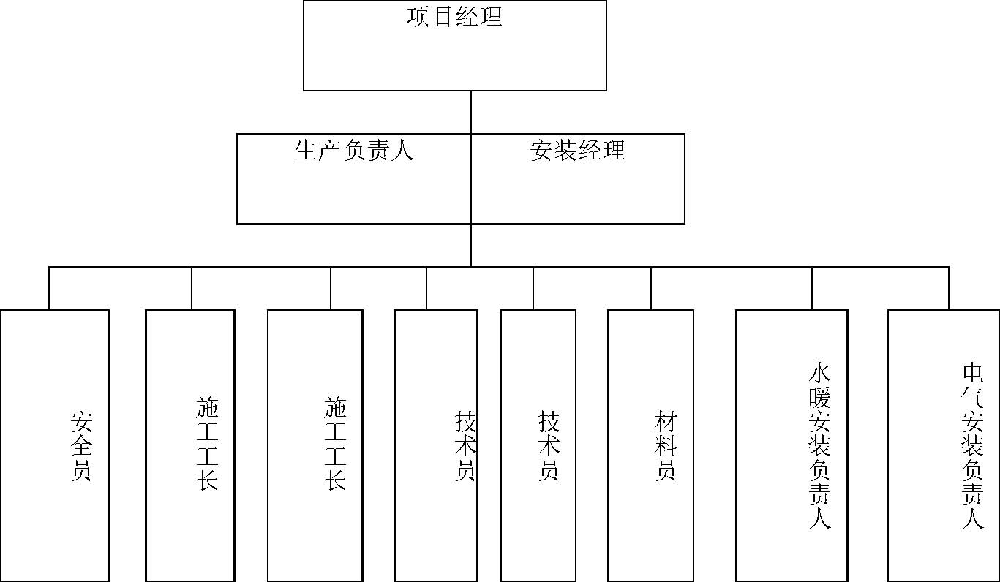 项目经理
生产负责人
安装经理
安全员
施工工长
施工工长
技术员
技术员
材料员
水暖安装负责人
电气安装负责人